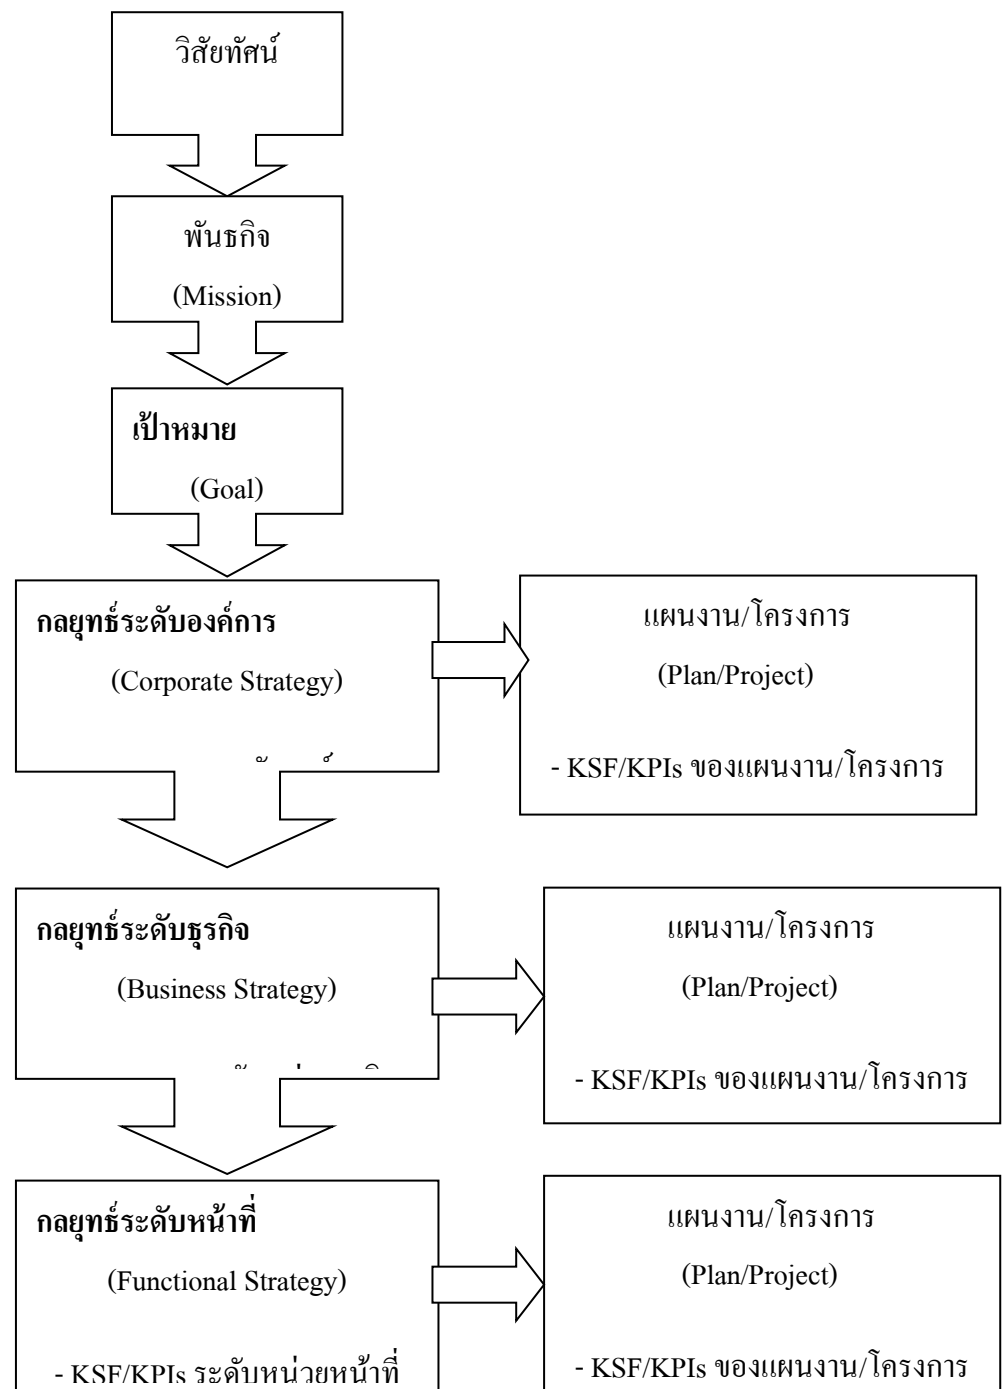 วิสัยทัศน์
พันธกิจ
(Mission)
เป้าหมาย
(Goal)
กลยุทธ์ระดับองค์การ
(Corporate Strategy)
แผนงาน/โครงการ
(Plan/Project)
- KSF/KPIs ของแผนงาน/โครงการ
กลยุทธ์ระดับธุรกิจ
(Business Strategy)
แผนงาน/โครงการ
(Plan/Project)
- KSF/KPIs ของแผนงาน/โครงการ
กลยุทธ์ระดับหน้าที่
(Functional Strategy)
- KSF/KPIs ระดับหน่วยหน้าที่
แผนงาน/โครงการ
(Plan/Project)
- KSF/KPIs ของแผนงาน/โครงการ